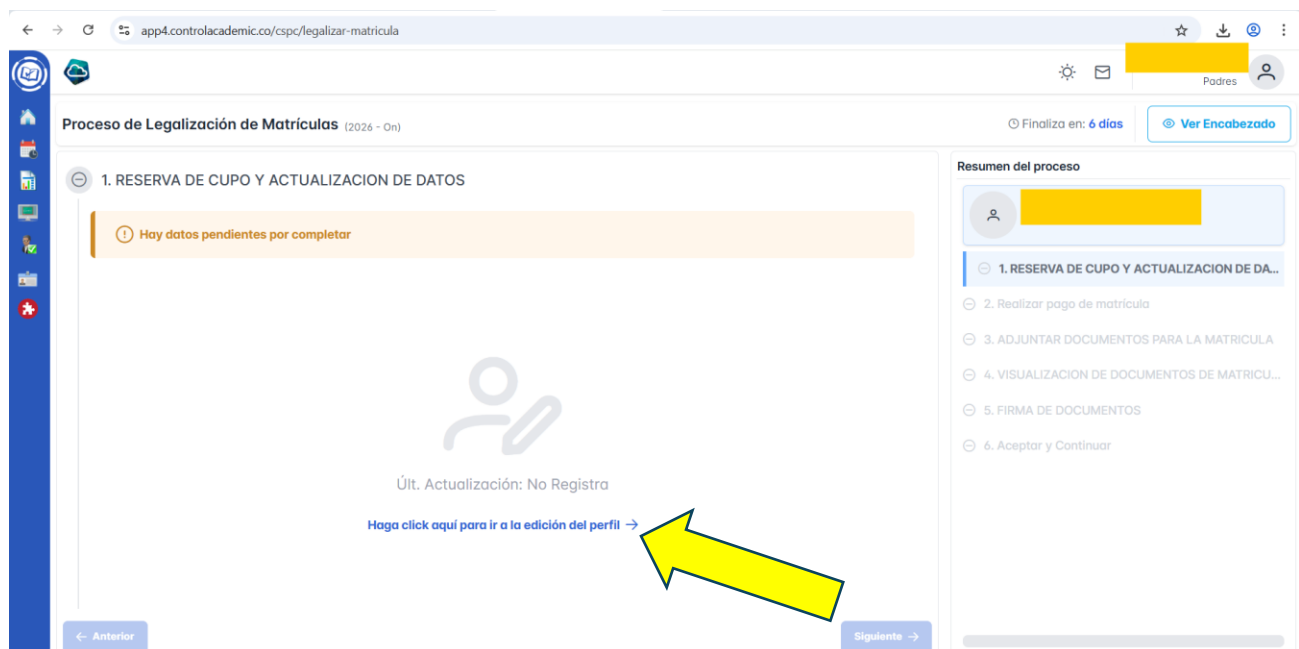 app4.controlacademic.co/cspc/legalizar-matricula
Padres
Proceso de Legalización de Matrículas (2026 - On)
Finaliza en: 6 días
Ver Encabezado
1. RESERVA DE CUPO Y ACTUALIZACION DE DATOS
Hay datos pendientes por completar
Últ. Actualización: No Registra
Haga click aquí para ir a la edición del perfil →
← Anterior
Siguiente →
Resumen del proceso
1. RESERVA DE CUPO Y ACTUALIZACION DE DA...
2. Realizar pago de matrícula
3. ADJUNTAR DOCUMENTOS PARA LA MATRICULA
4. VISUALIZACION DE DOCUMENTOS DE MATRICU...
5. FIRMA DE DOCUMENTOS
6. Aceptar y Continuar